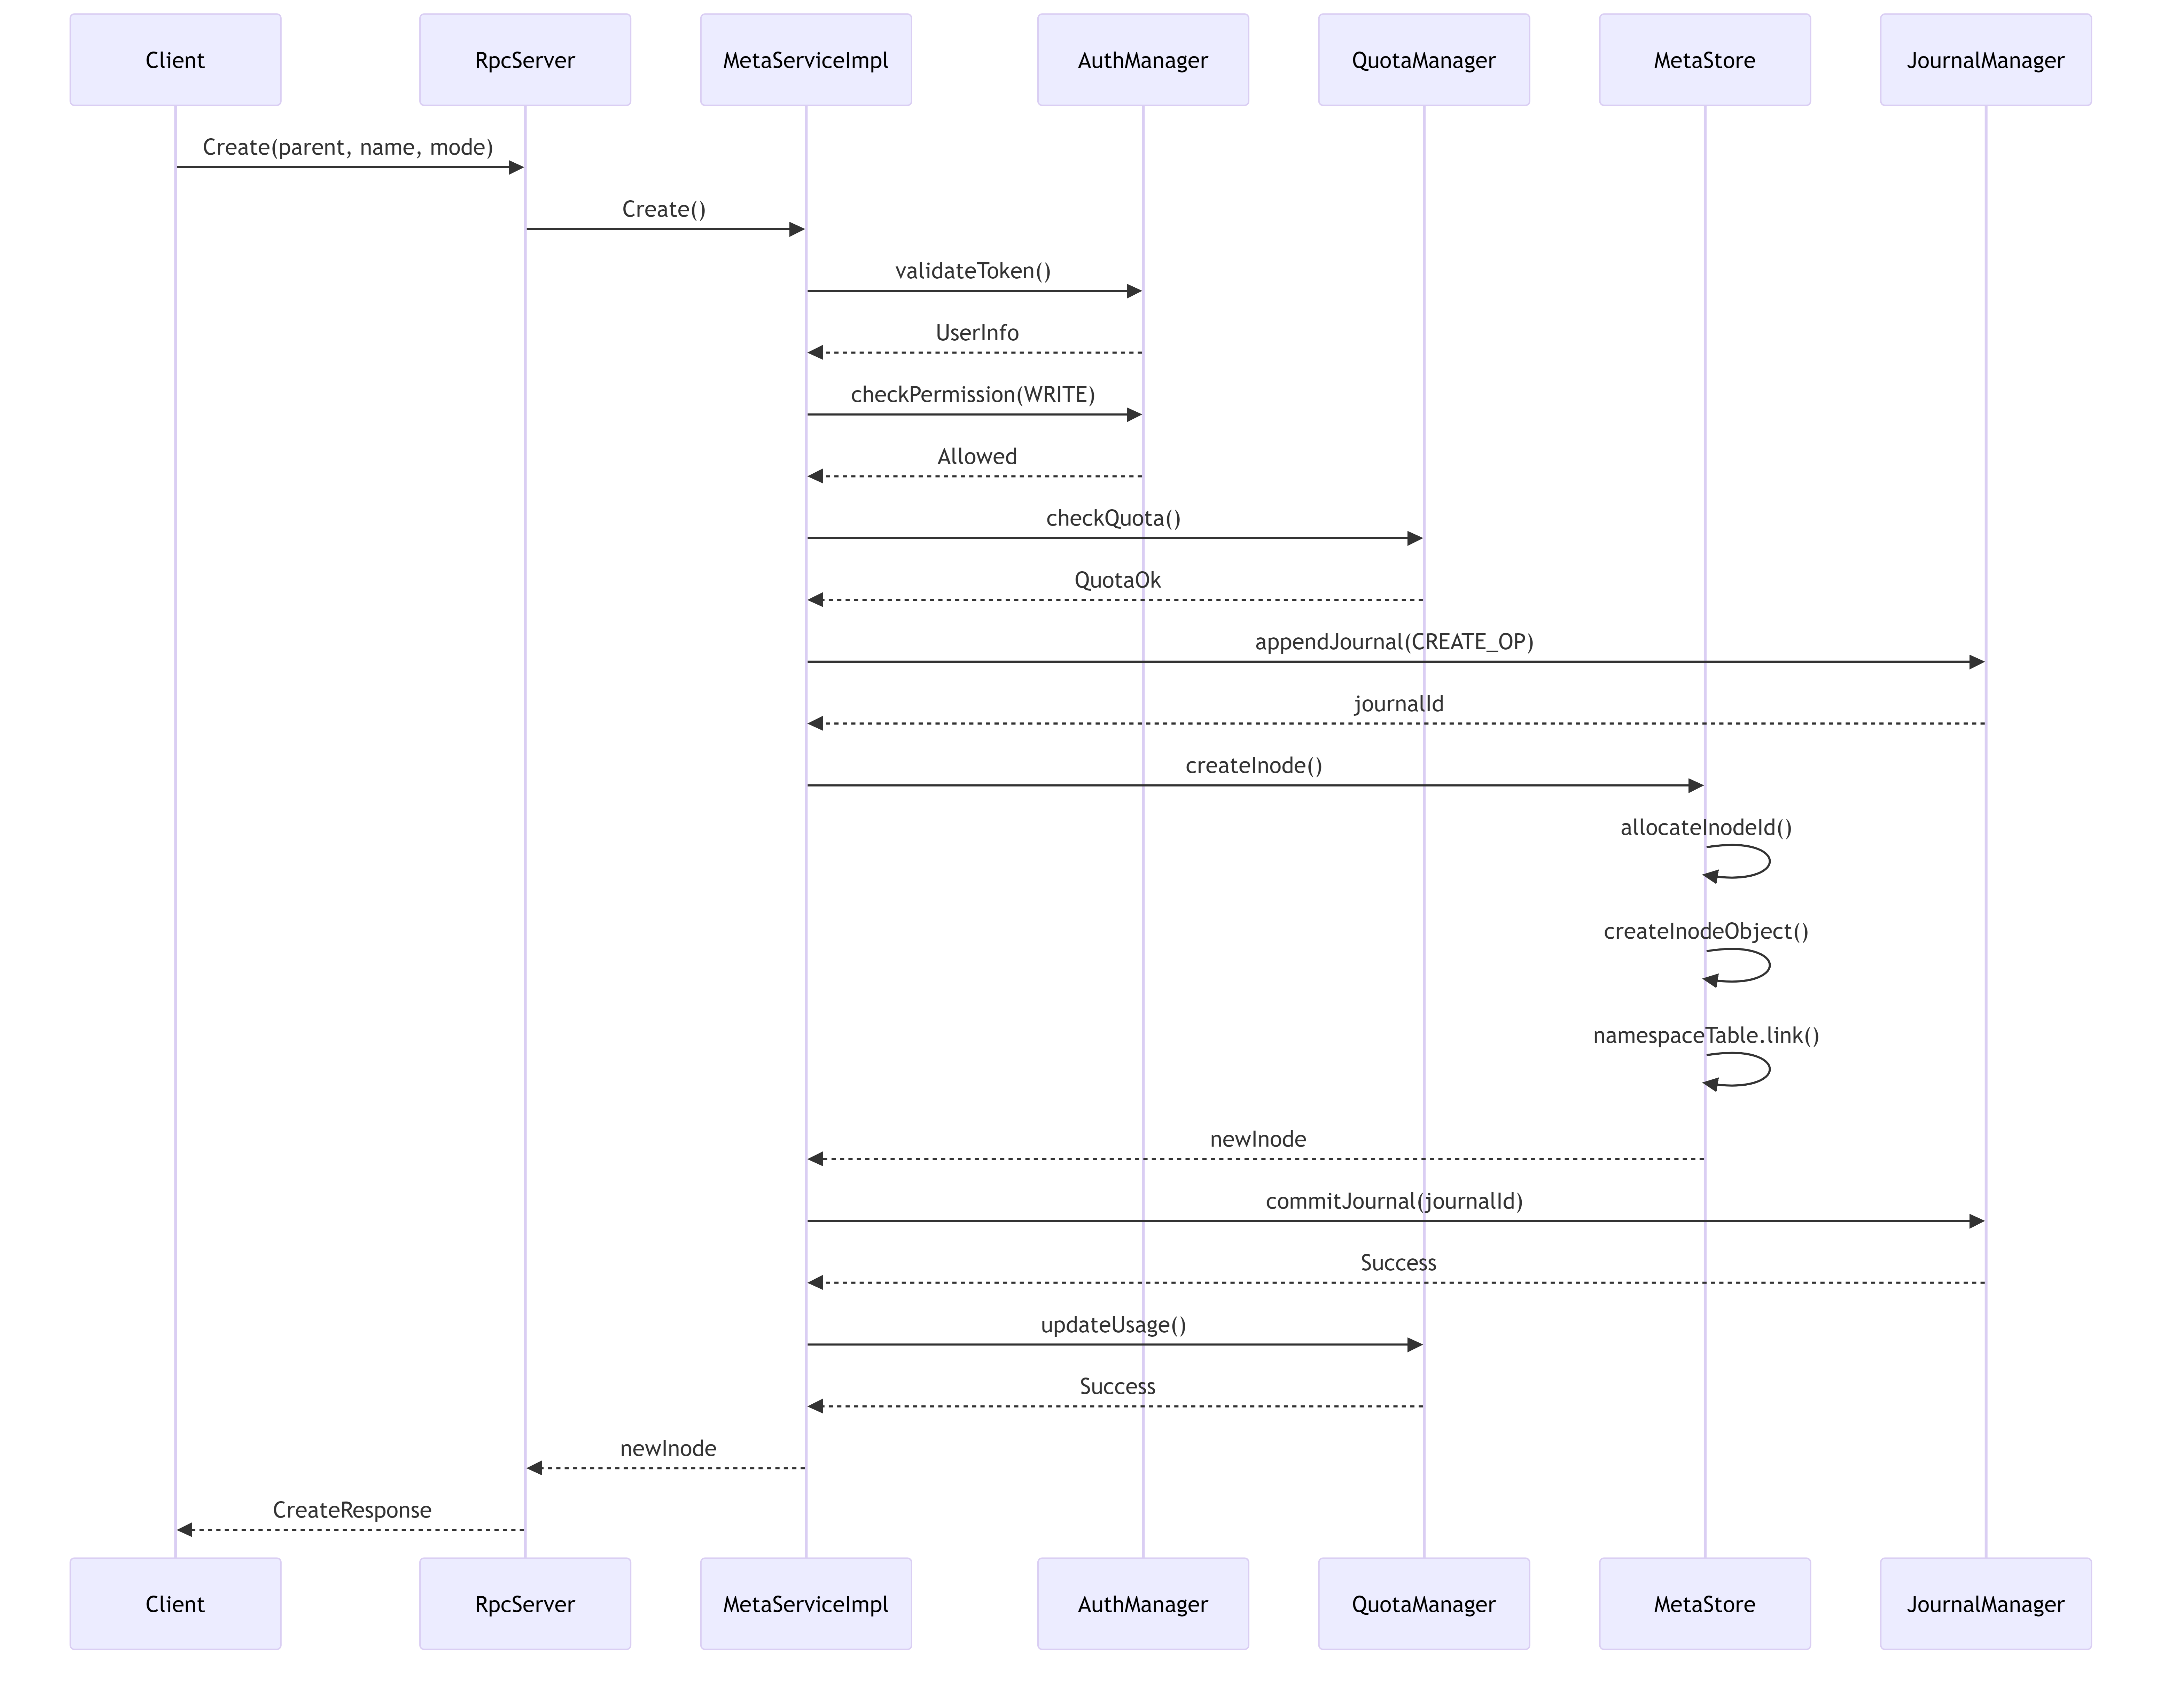 Client
RpcServer
MetaServiceImpl
AuthManager
QuotaManager
MetaStore
JournalManager
Create(parent, name, mode)
Create()
validateToken()
UserInfo
checkPermission(WRITE)
Allowed
checkQuota()
QuotaOk
appendJournal(CREATE_OP)
journalId
createInode()
allocateInodeId()
createInodeObject()
namespaceTable.link()
newInode
commitJournal(journalId)
Success
updateUsage()
Success
newInode
CreateResponse
Client
RpcServer
MetaServiceImpl
AuthManager
QuotaManager
MetaStore
JournalManager